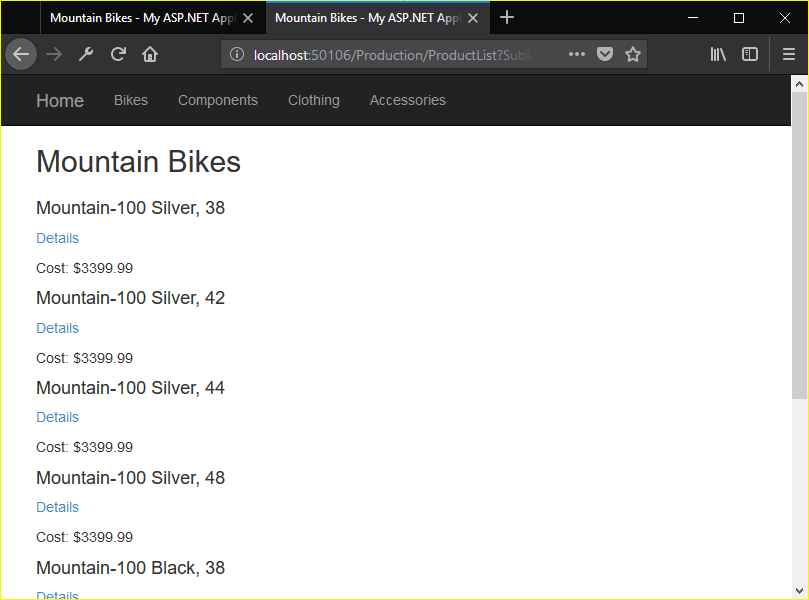 Mountain Bikes - My ASP.NET Appl
Mountain Bikes - My ASP.NET Appl
localhost:50106/Production/ProductList?Sub
Home Bikes Components Clothing Accessories
Mountain Bikes
Mountain-100 Silver, 38
Details
Cost: $3399.99
Mountain-100 Silver, 42
Details
Cost: $3399.99
Mountain-100 Silver, 44
Details
Cost: $3399.99
Mountain-100 Silver, 48
Details
Cost: $3399.99
Mountain-100 Black, 38
Details